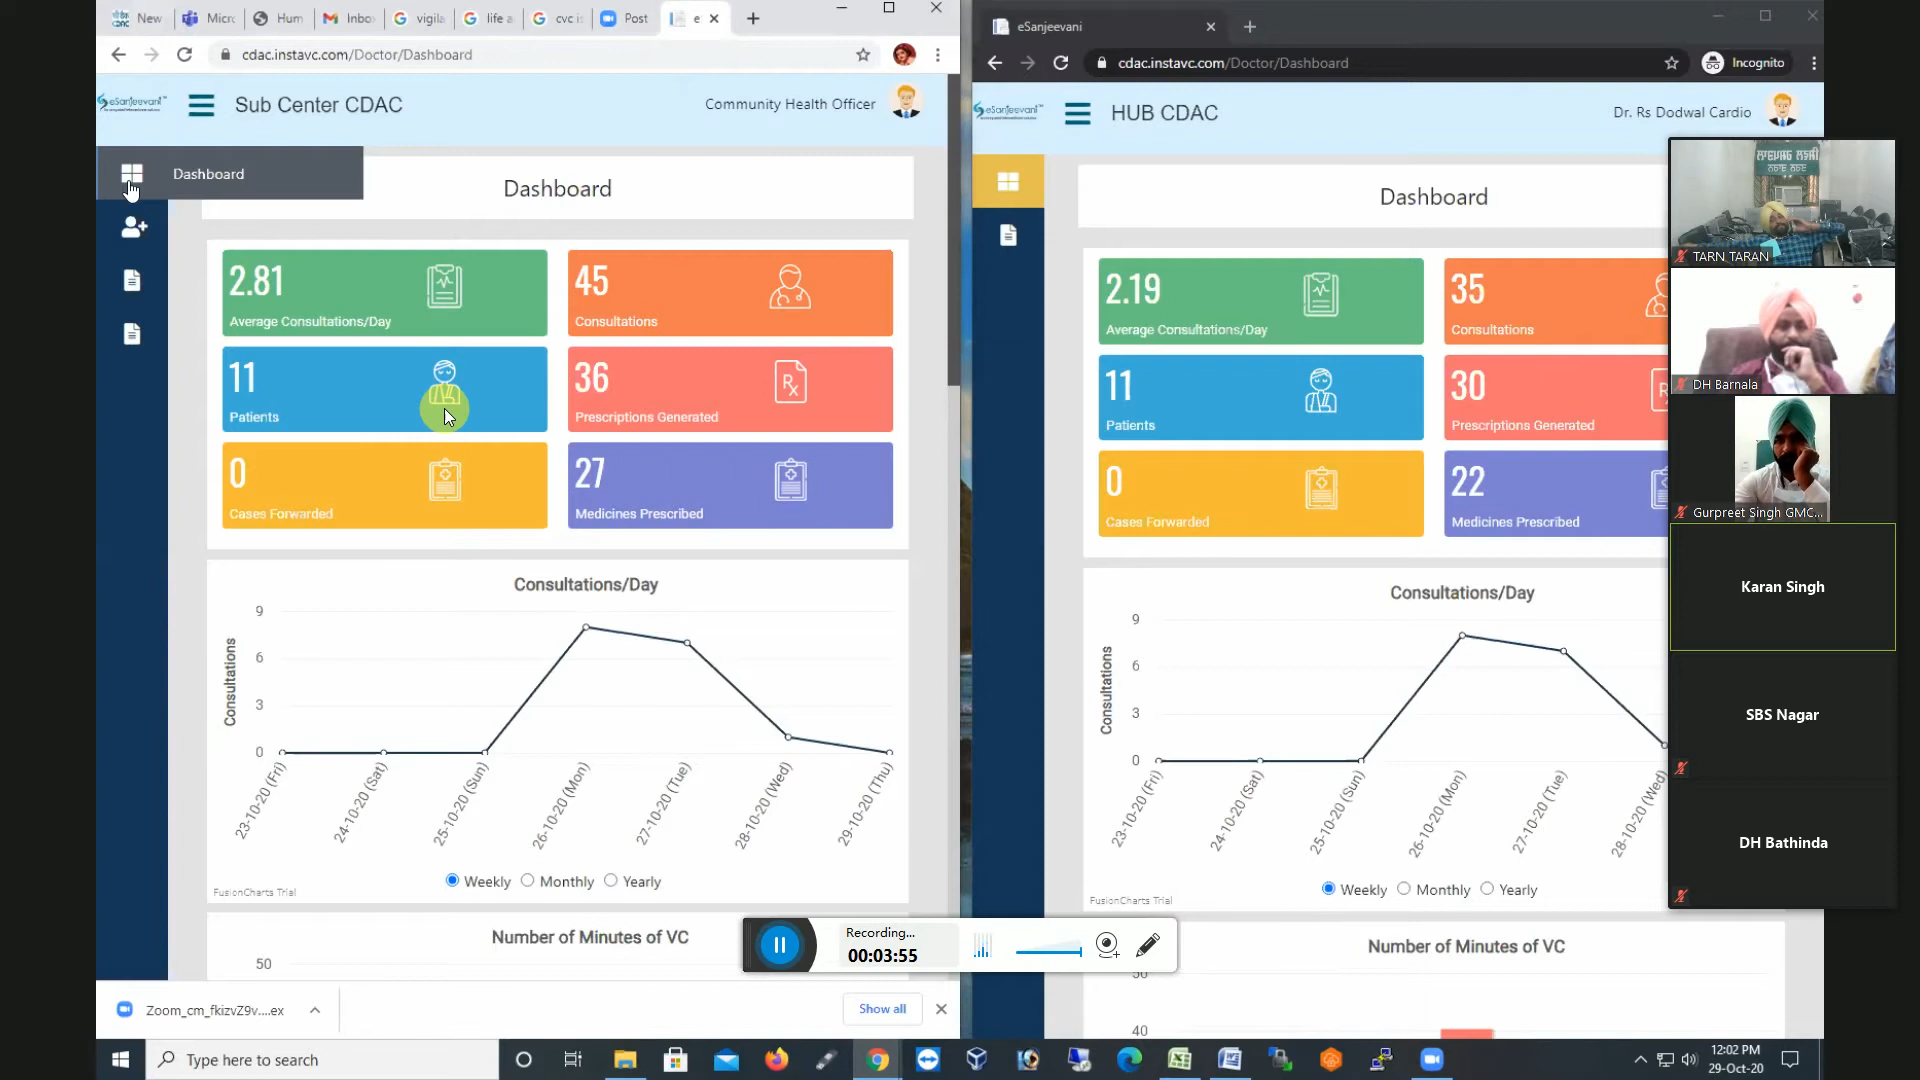 New
Micro
Hum
Inbo
vigila
life a
cvc is
Post
e
cdac.instavc.com/Doctor/Dashboard
eSanjeevani
Sub Center CDAC
Community Health Officer
Dashboard
Dashboard
2.81
Average Consultations/Day
45
Consultations
11
Patients
36
Prescriptions Generated
0
Cases Forwarded
27
Medicines Prescribed
Consultations/Day
Consultations
9
6
3
0
23-10-20 (Fri)
24-10-20 (Sat)
25-10-20 (Sun)
26-10-20 (Mon)
27-10-20 (Tue)
28-10-20 (Wed)
29-10-20 (Thu)
Weekly Monthly Yearly
FusionCharts Trial
Number of Minutes of VC
50
Zoom_cm_fkizvZ9v....ex
Show all
eSanjeevani
cdac.instavc.com/Doctor/Dashboard
Incognito
eSanjeevani
HUB CDAC
Dr. Rs Dodwal Cardio
Dashboard
2.19
Average Consultations/Day
35
Consultations
11
Patients
30
Prescriptions Generated
0
Cases Forwarded
22
Medicines Prescribed
Consultations/Day
Consultations
9
6
3
0
23-10-20 (Fri)
24-10-20 (Sat)
25-10-20 (Sun)
26-10-20 (Mon)
27-10-20 (Tue)
28-10-20 (Wed)
Weekly Monthly Yearly
FusionCharts Trial
Number of Minutes of VC
50
40
TARN TARAN
DH Barnala
Gurpreet Singh GMC...
Karan Singh
SBS Nagar
DH Bathinda
Recording...
00:03:55
Type here to search
12:02 PM
29-Oct-20